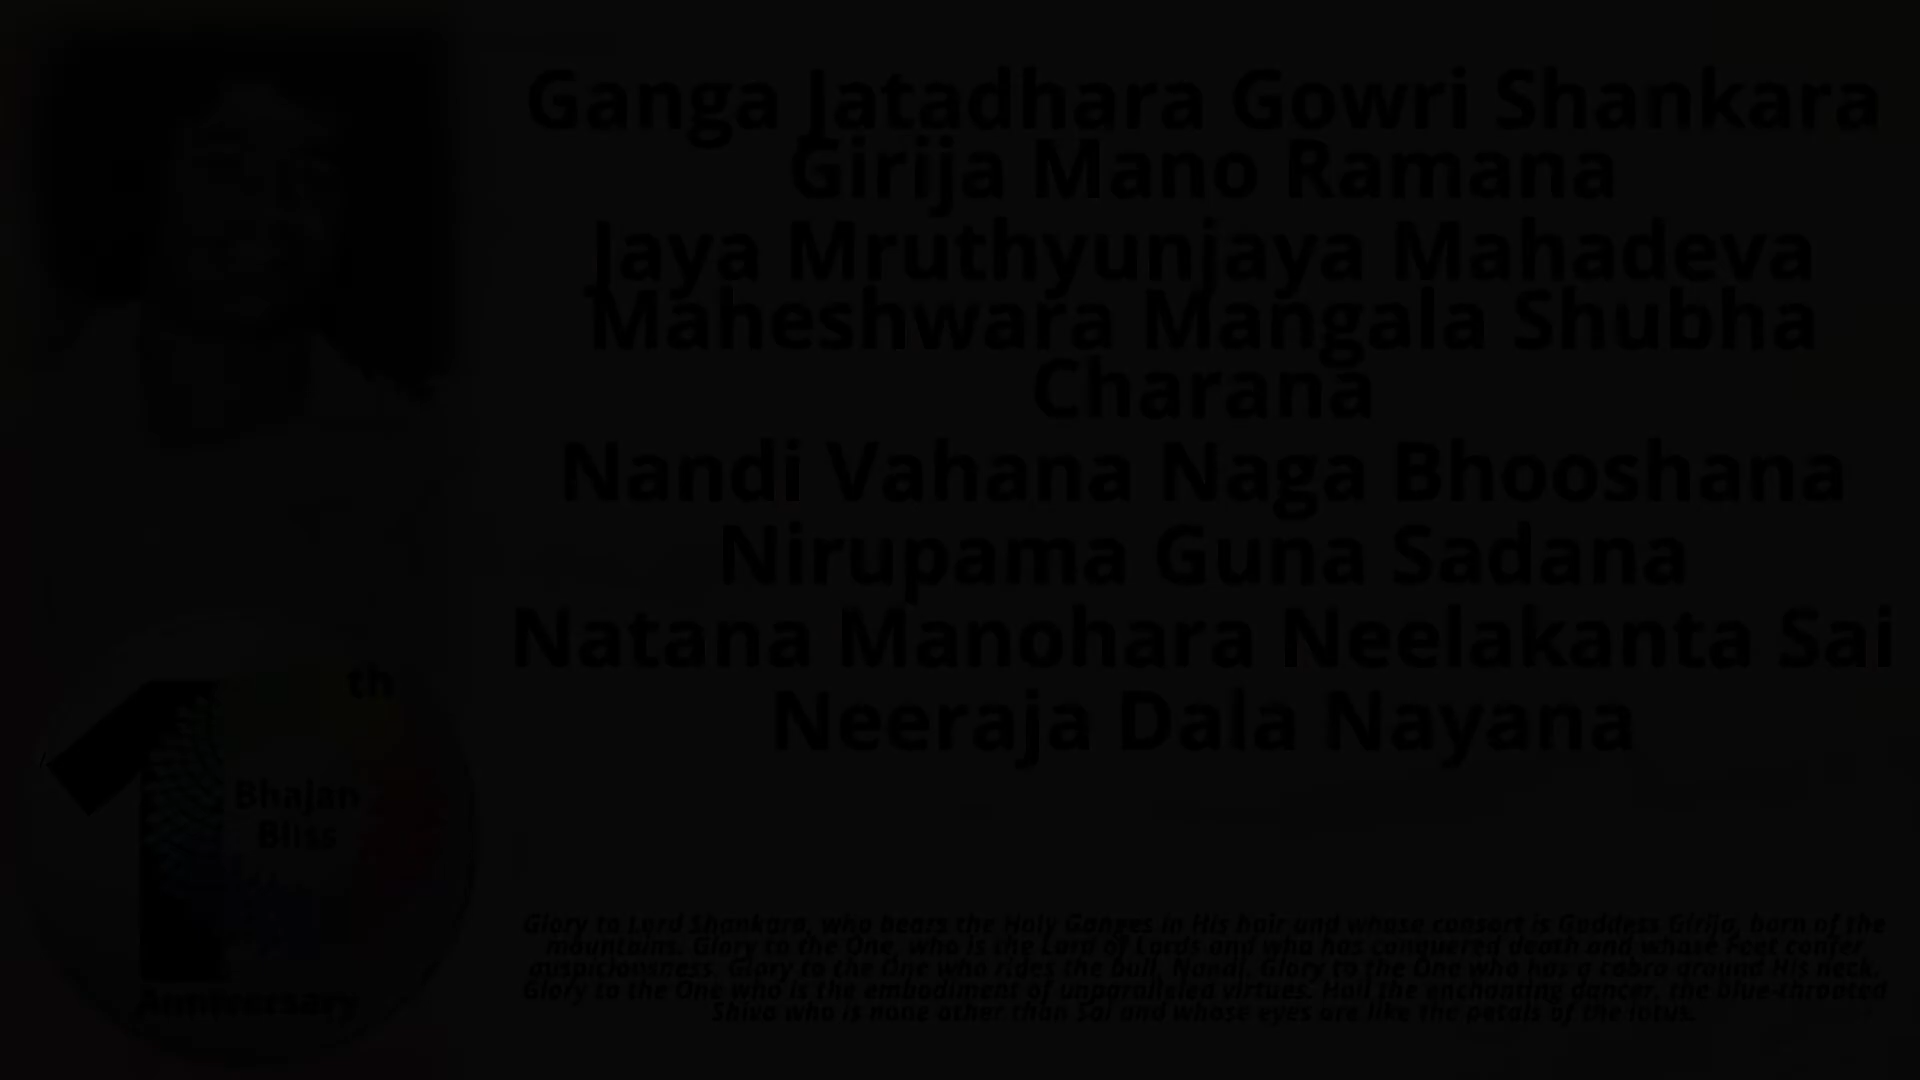 Ganga Jatadhara Gowri Shankara
Girija Mano Ramana
Jaya Mruthyunjaya Mahadeva
Maheshwara Mangala Shubha
Charana
Nandi Vahana Naga Bhooshana
Nirupama Guna Sadana
Natana Manohara Neelakanta Sai
Neeraja Dala Nayana
1th
Bhajan
Bliss
Anniversary
Glory to Lord Shankara, who bears the Holy Ganges in His hair and whose consort is Goddess Girija, born of the
mountains. Glory to the One, who is the Lord of Lords and who has conquered death and whose Feet confer
auspiciousness. Glory to the One who rides the bull, Nandi. Glory to the One who has a cobra around His neck.
Glory to the One who is the embodiment of unparalleled virtues. Hail the enchanting dancer, the blue-throated
Shiva who is none other than Sai and whose eyes are like the petals of the lotus.